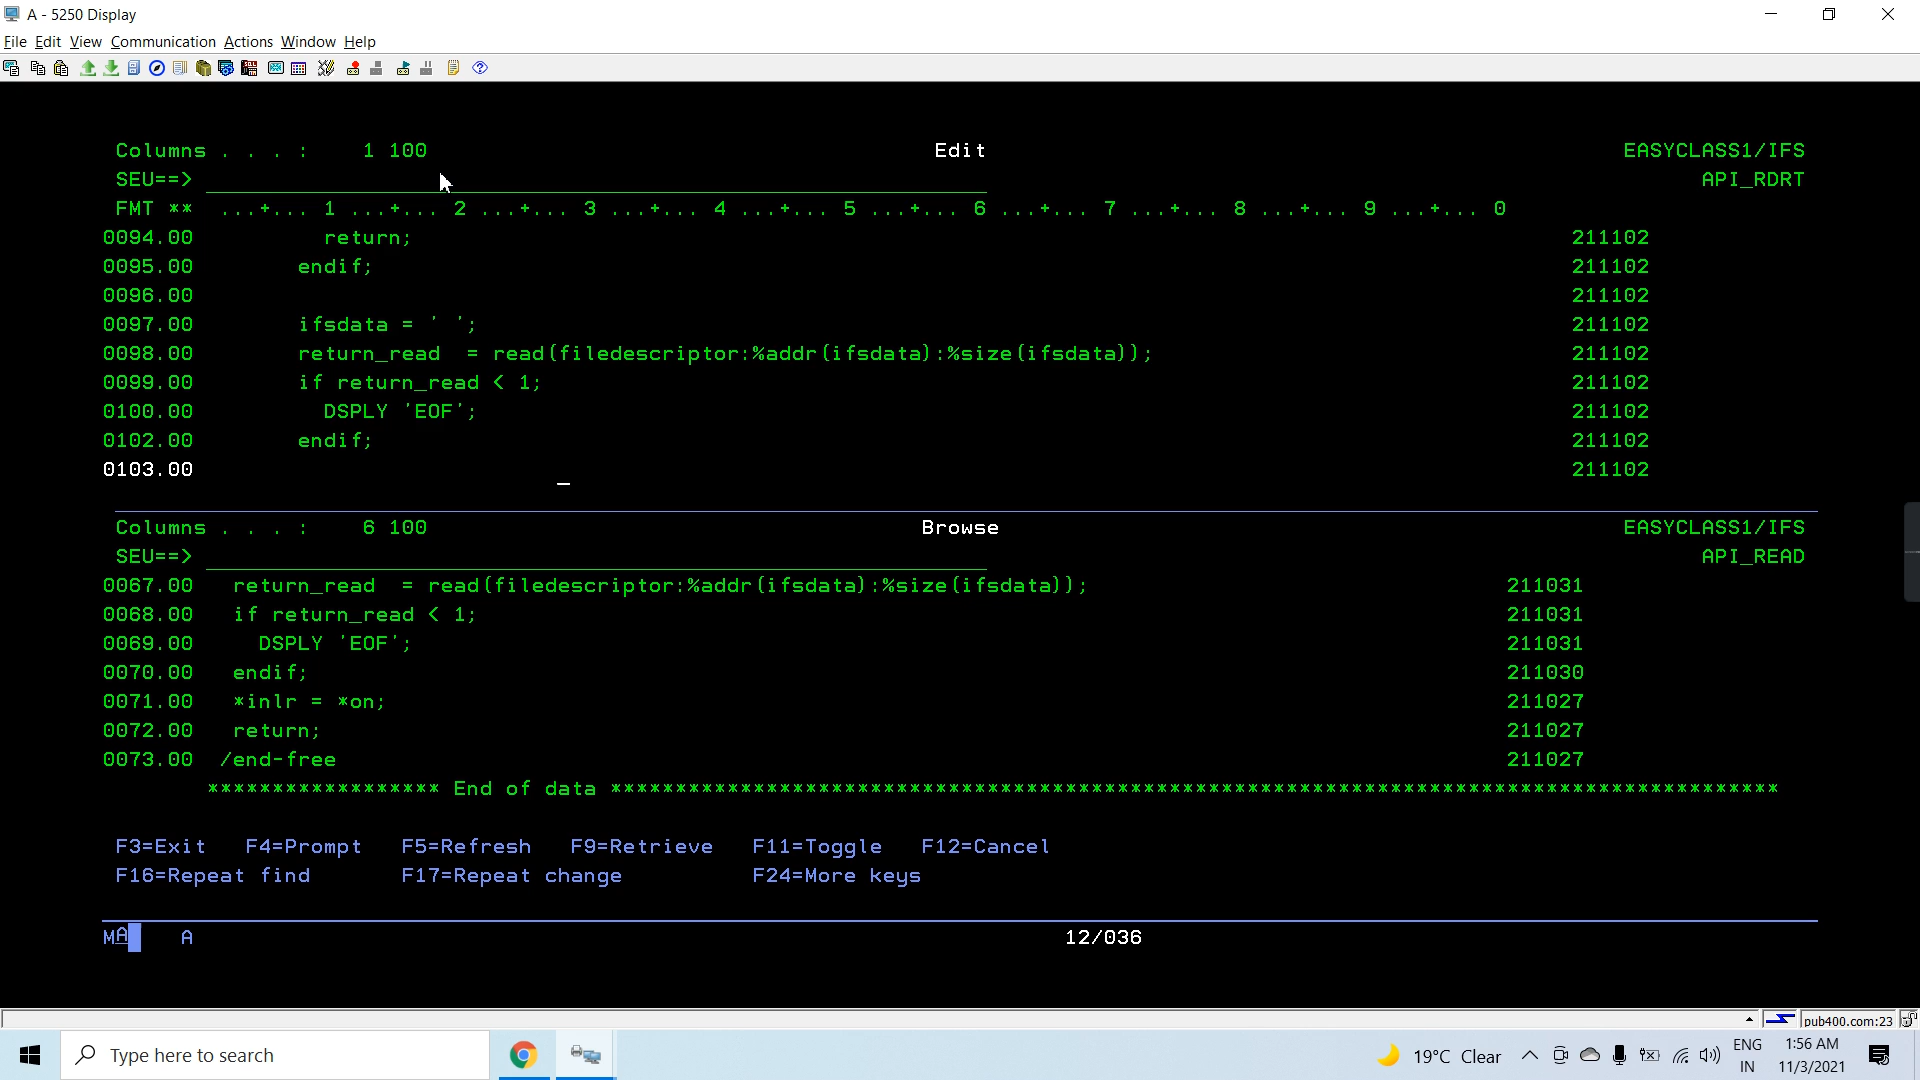 A - 5250 Display
File Edit View Communication Actions Window Help
Columns . . . : 1 100 Edit EASYCLASS1/IFS
SEU==> API_RDRT
FMT ** ...+... 1 ...+... 2 ...+... 3 ...+... 4 ...+... 5 ...+... 6 ...+... 7 ...+... 8 ...+... 9 ...+... 0
0094.00 return; 211102
0095.00 endif; 211102
0096.00 211102
0097.00 ifsdata = ' '; 211102
0098.00 return_read = read(filedescriptor:%addr(ifsdata):%size(ifsdata)); 211102
0099.00 if return_read < 1; 211102
0100.00 DSPLY 'EOF'; 211102
0102.00 endif; 211102
0103.00 211102
Columns . . . : 6 100 Browse EASYCLASS1/IFS
SEU==> API_READ
0067.00 return_read = read(filedescriptor:%addr(ifsdata):%size(ifsdata)); 211031
0068.00 if return_read < 1; 211031
0069.00 DSPLY 'EOF'; 211031
0070.00 endif; 211030
0071.00 *inlr = *on; 211027
0072.00 return; 211027
0073.00 /end-free 211027
****************** End of data ******************************************************************************************
F3=Exit F4=Prompt F5=Refresh F9=Retrieve F11=Toggle F12=Cancel
F16=Repeat find F17=Repeat change F24=More keys
MA A 12/036
pub400.com:23
Type here to search 19°C Clear ENG IN 1:56 AM 11/3/2021